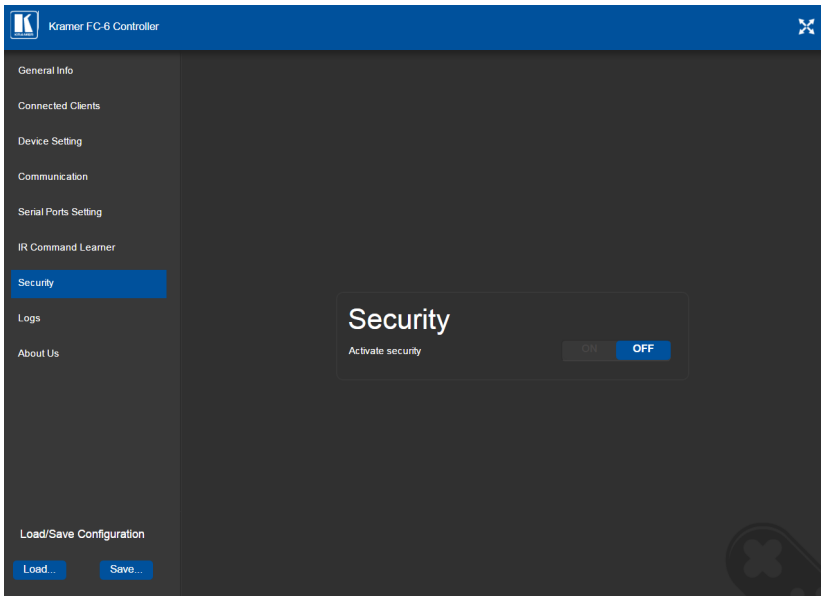 Kramer FC-6 Controller
General Info
Connected Clients
Device Setting
Communication
Serial Ports Setting
IR Command Learner
Security
Logs
About Us
Security
Activate security
ON OFF
Load/Save Configuration
Load... Save...